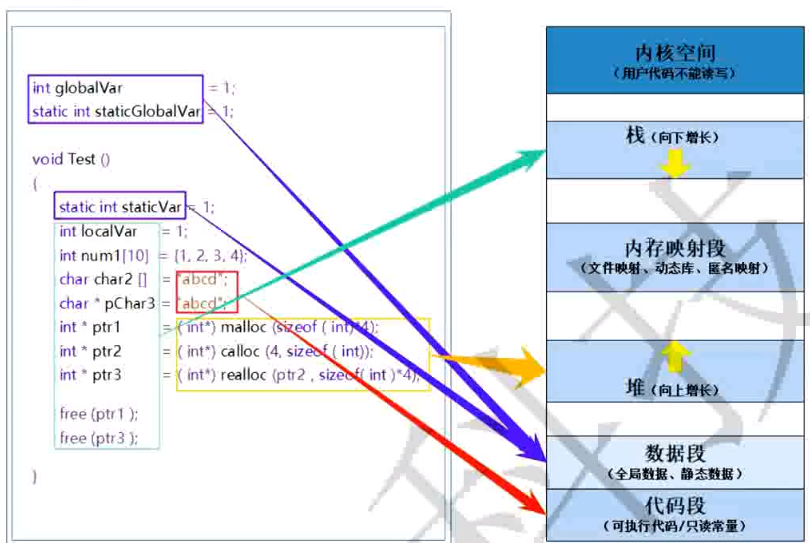 int globalVar = 1;
static int staticGlobalVar = 1;
void Test ()
{
static int staticVar = 1;
int localVar = 1;
int num1[10] = {1, 2, 3, 4};
char char2 [] = "abcd";
char * pChar3 = "abcd";
int * ptr1 = ( int*) malloc (sizeof ( int)*4);
int * ptr2 = ( int*) calloc (4, sizeof ( int));
int * ptr3 = ( int*) realloc (ptr2 , sizeof( int )*4);
free (ptr1 );
free (ptr3 );
}
内核空间
（用户代码不能读写）
栈（向下增长）
内存映射段
（文件映射、动态库、匿名映射）
堆（向上增长）
数据段
（全局数据、静态数据）
代码段
（可执行代码/只读常量）